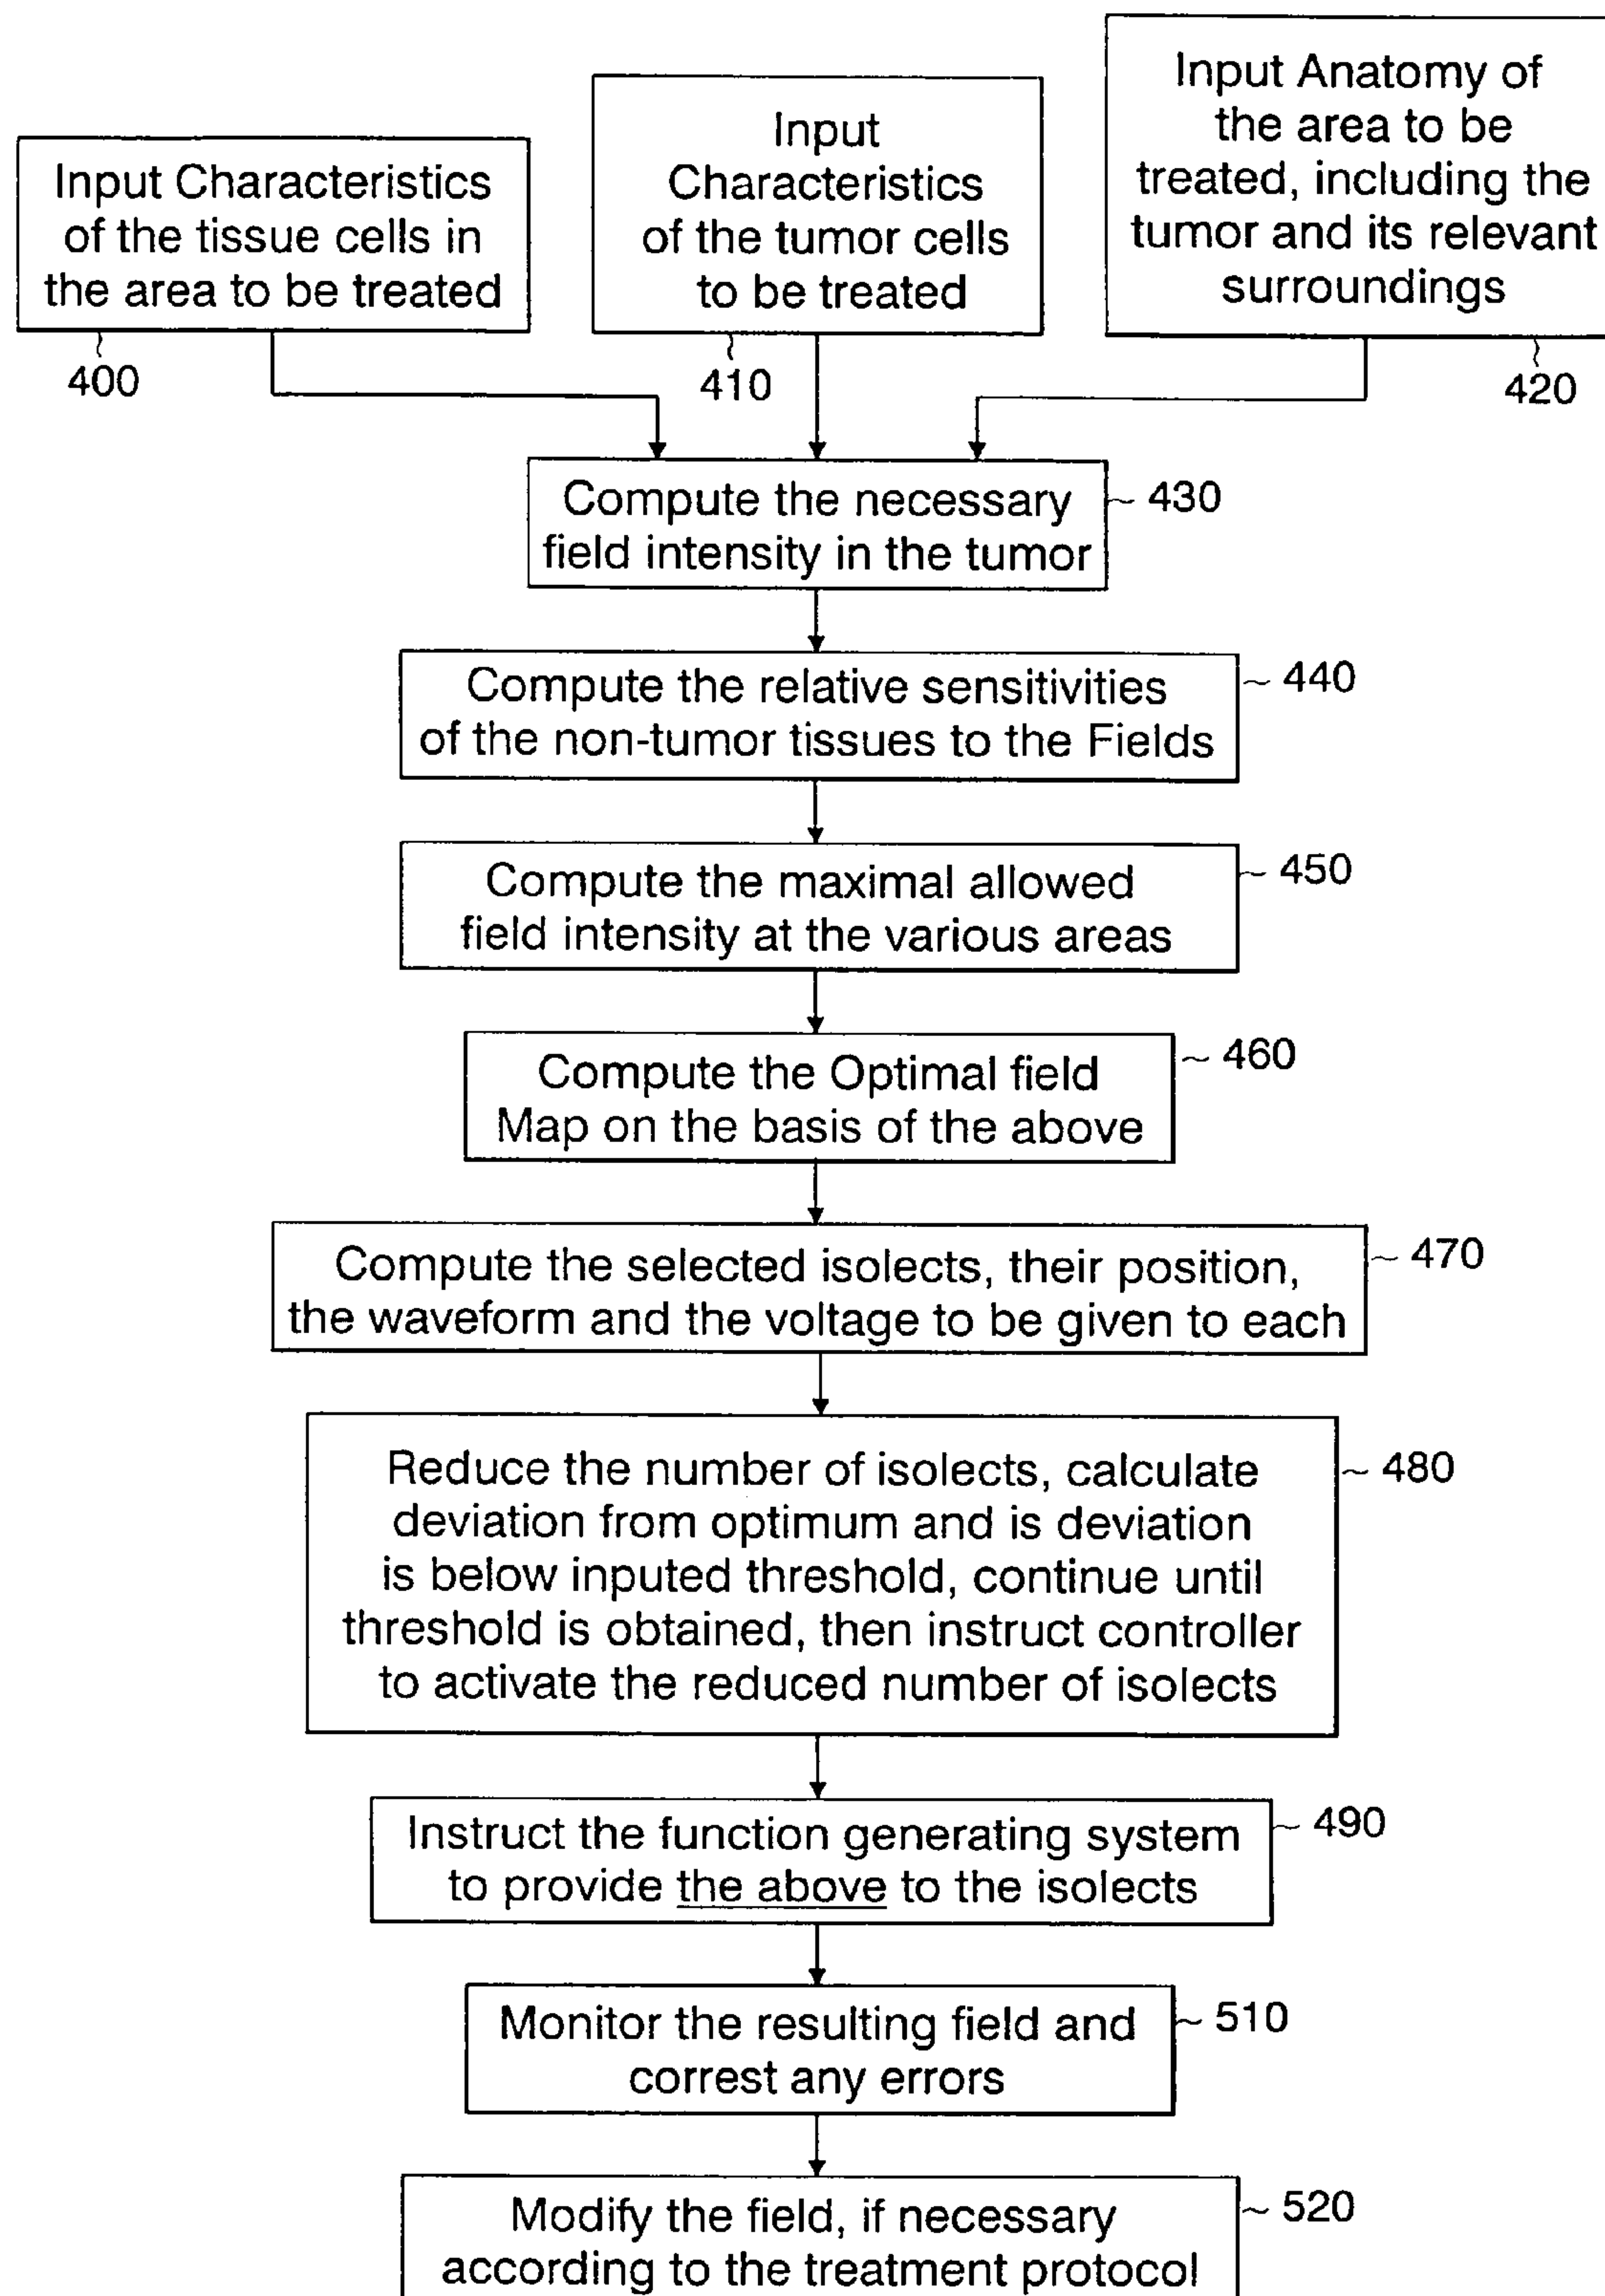 Input Characteristics
of the tissue cells in
the area to be treated
400
Input
Characteristics
of the tumor cells
to be treated
410
Input Anatomy of
the area to be
treated, including the
tumor and its relevant
surroundings
420
Compute the necessary
field intensity in the tumor
430
Compute the relative sensitivities
of the non-tumor tissues to the Fields
440
Compute the maximal allowed
field intensity at the various areas
450
Compute the Optimal field
Map on the basis of the above
460
Compute the selected isolects, their position,
the waveform and the voltage to be given to each
470
Reduce the number of isolects, calculate
deviation from optimum and is deviation
is below inputed threshold, continue until
threshold is obtained, then instruct controller
to activate the reduced number of isolects
480
Instruct the function generating system
to provide the above to the isolects
490
Monitor the resulting field and
correst any errors
510
Modify the field, if necessary
according to the treatment protocol
520